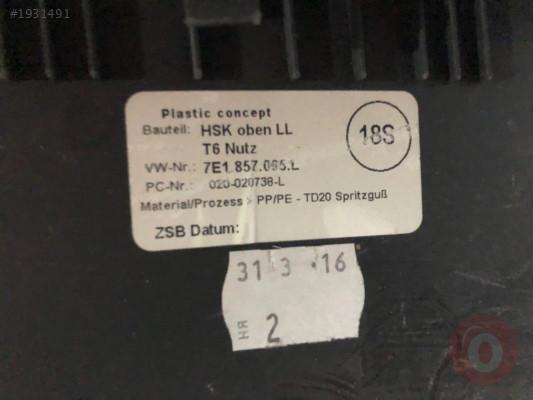 #1931491
Plastic concept
Bauteil: HSK oben LL
T6 Nutz
18S
VW-Nr.: 7E1.857.065.L
PC-Nr.: 020-020738-L
Material/Prozess > PP/PE - TD20 Spritzguß
ZSB Datum:
31 3 .16
HR 2